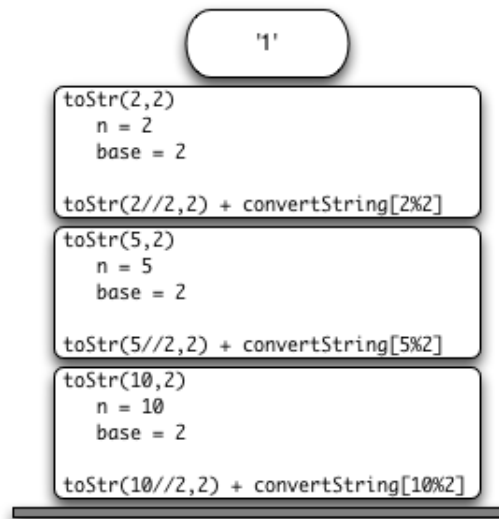 '1'
toStr(2,2)
n = 2
base = 2
toStr(2//2,2) + convertString[2%2]
toStr(5,2)
n = 5
base = 2
toStr(5//2,2) + convertString[5%2]
toStr(10,2)
n = 10
base = 2
toStr(10//2,2) + convertString[10%2]